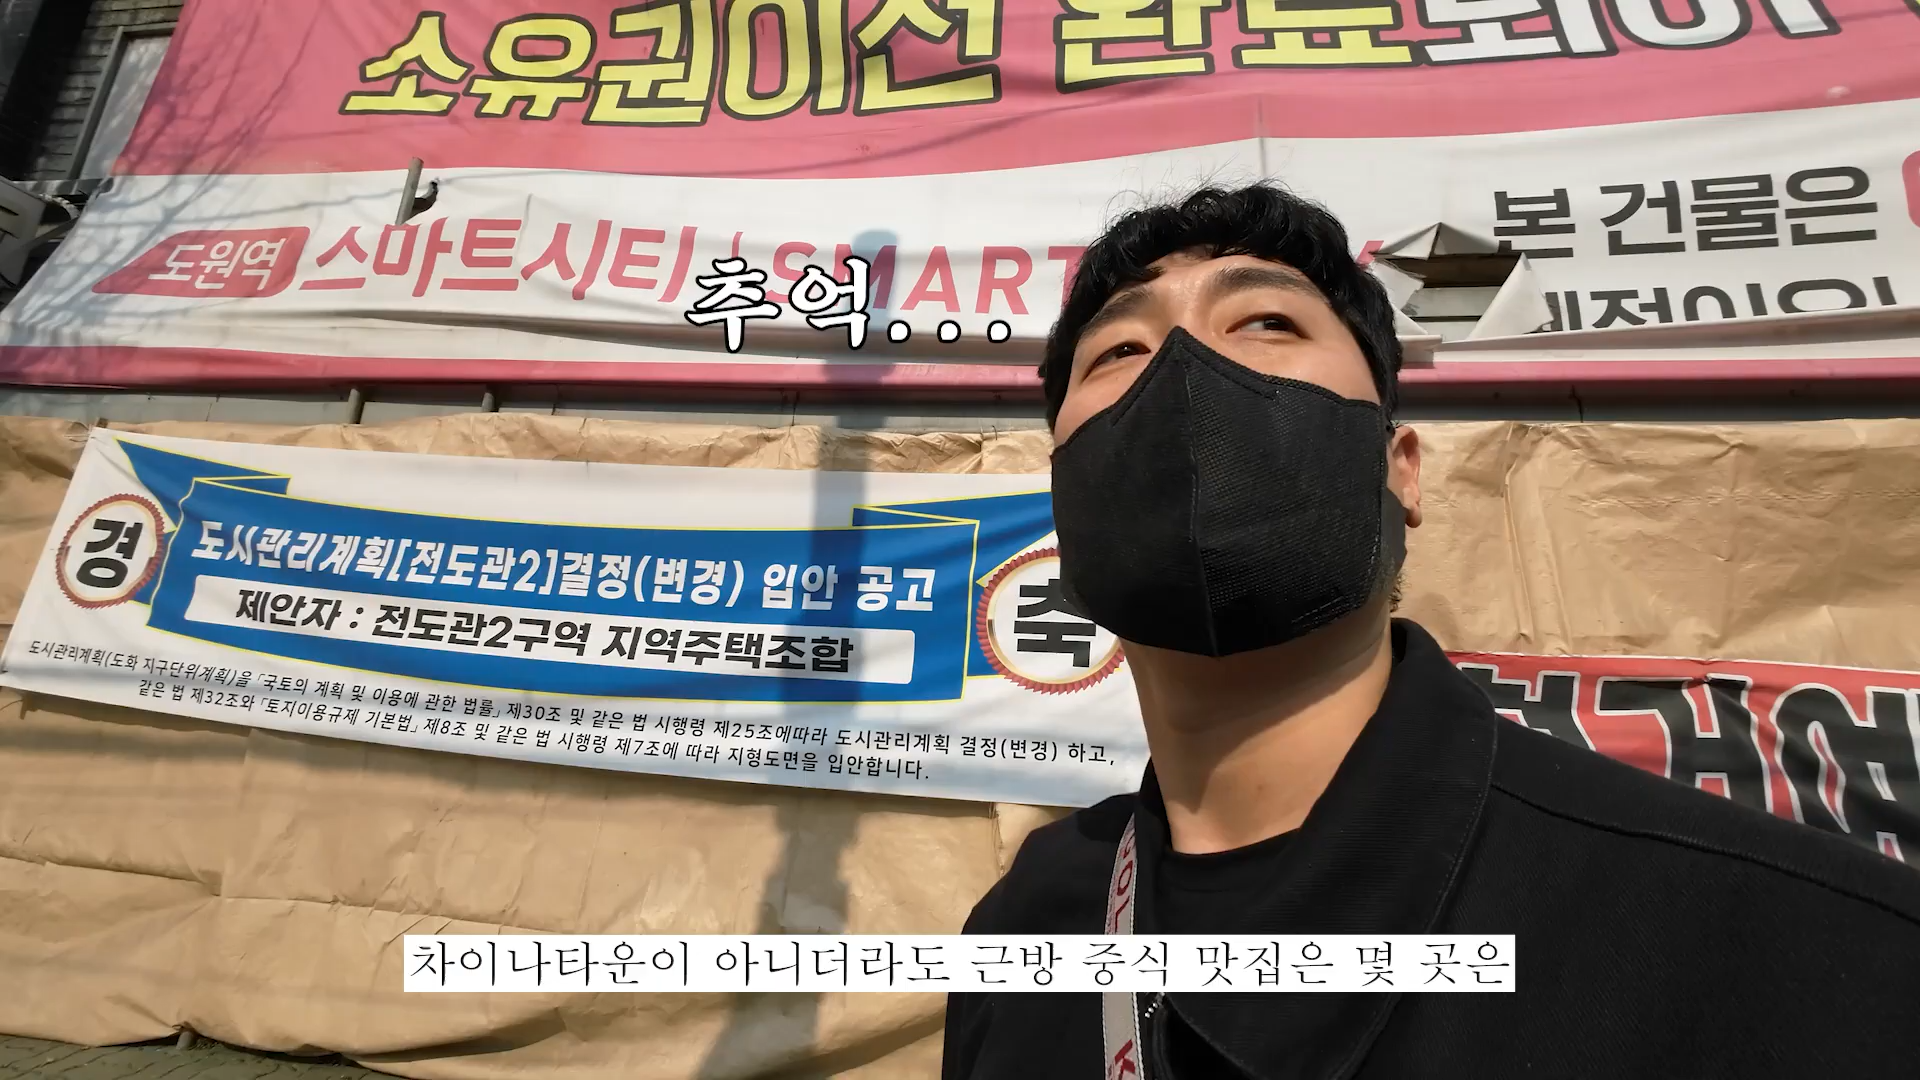 소유권이전 완료되어
도원역 스마트시티 SMART
본 건물은
추억...
경
도시관리계획[전도관2]결정(변경) 입안 공고
제안자 : 전도관2구역 지역주택조합
축
도시관리계획(도화 지구단위계획)을 「국토의 계획 및 이용에 관한 법률」 제30조 및 같은 법 시행령 제25조에따라 도시관리계획 결정(변경) 하고,
같은 법 제32조와 「토지이용규제 기본법」 제8조 및 같은 법 시행령 제7조에 따라 지형도면을 입안합니다.
차이나타운이 아니더라도 근방 중식 맛집은 몇 곳은